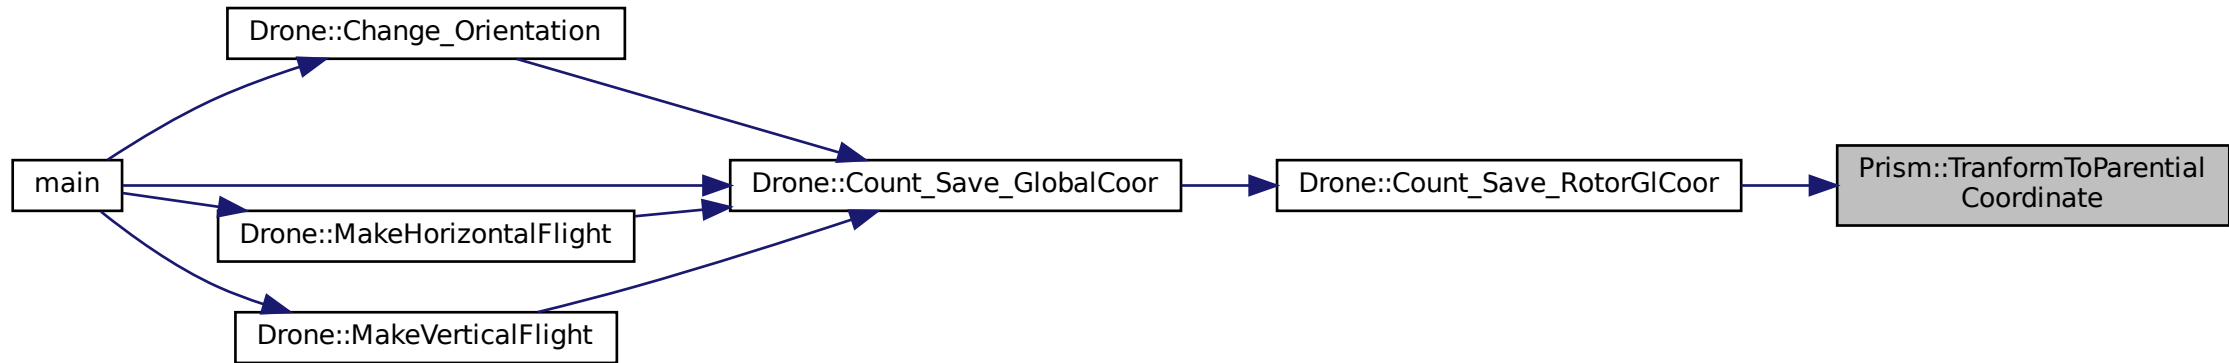 Drone::Change_Orientation
main
Drone::Count_Save_GlobalCoor
Drone::Count_Save_RotorGlCoor
Prism::TranformToParential
Coordinate
Drone::MakeHorizontalFlight
Drone::MakeVerticalFlight